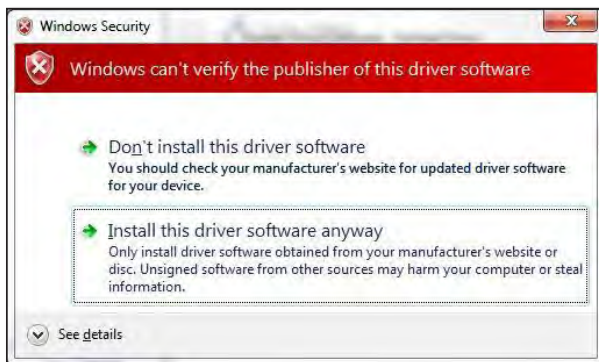 Windows Security
Windows can't verify the publisher of this driver software
Don't install this driver software
You should check your manufacturer's website for updated driver software
for your device.
Install this driver software anyway
Only install driver software obtained from your manufacturer's website or
disc. Unsigned software from other sources may harm your computer or steal
information.
See details